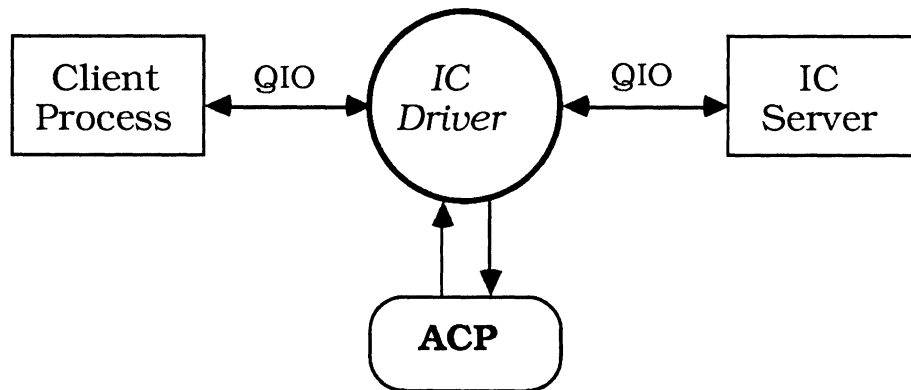 Client
Process
QIO
IC
Driver
QIO
IC
Server
ACP